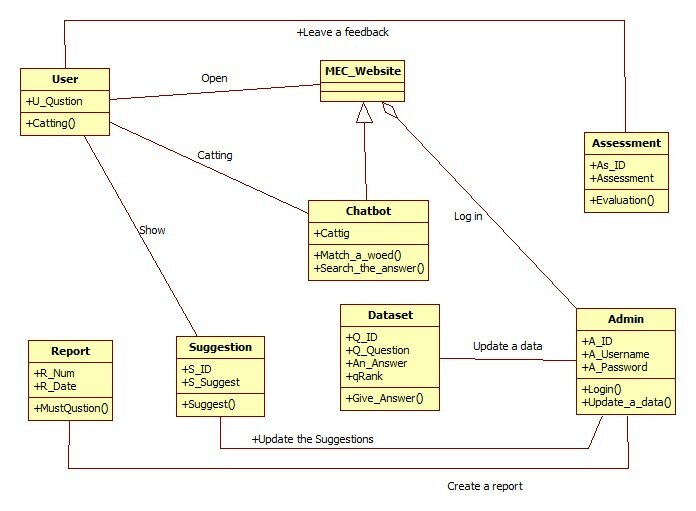 +Leave a feedback
User
+U_Qustion
+Catting()
Open
MEC_Website
Assessment
+As_ID
+Assessment
+Evaluation()
Catting
Chatbot
+Cattig
+Match_a_woed()
+Search_the_answer()
Log in
Show
Dataset
+Q_ID
+Q_Question
+An_Answer
+qRank
+Give_Answer()
Update a data
Admin
+A_ID
+A_Username
+A_Password
+Login()
+Update_a_data()
Report
+R_Num
+R_Date
+MustQustion()
Suggestion
+S_ID
+S_Suggest
+Suggest()
+Update the Suggestions
Create a report